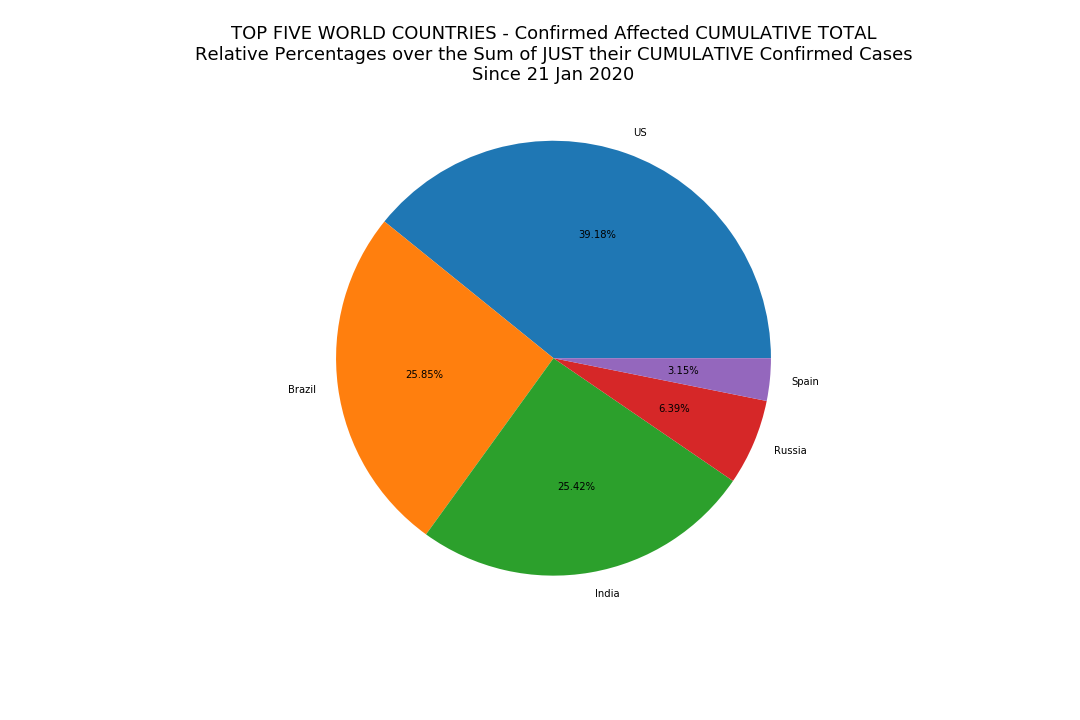 TOP FIVE WORLD COUNTRIES - Confirmed Affected CUMULATIVE TOTAL
Relative Percentages over the Sum of JUST their CUMULATIVE Confirmed Cases
Since 21 Jan 2020
US
39.18%
Brazil
25.85%
India
25.42%
Russia
6.39%
Spain
3.15%